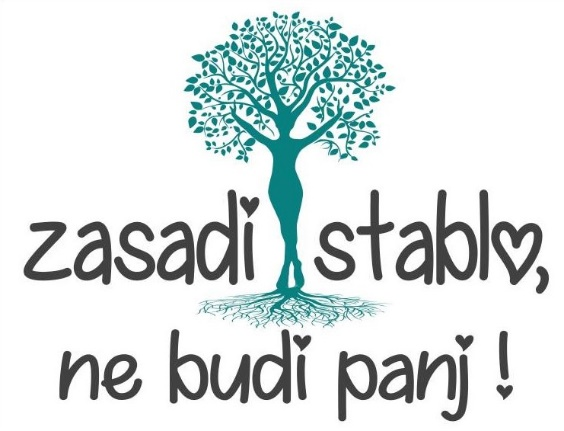 zasadi stablo,
ne budi panj !